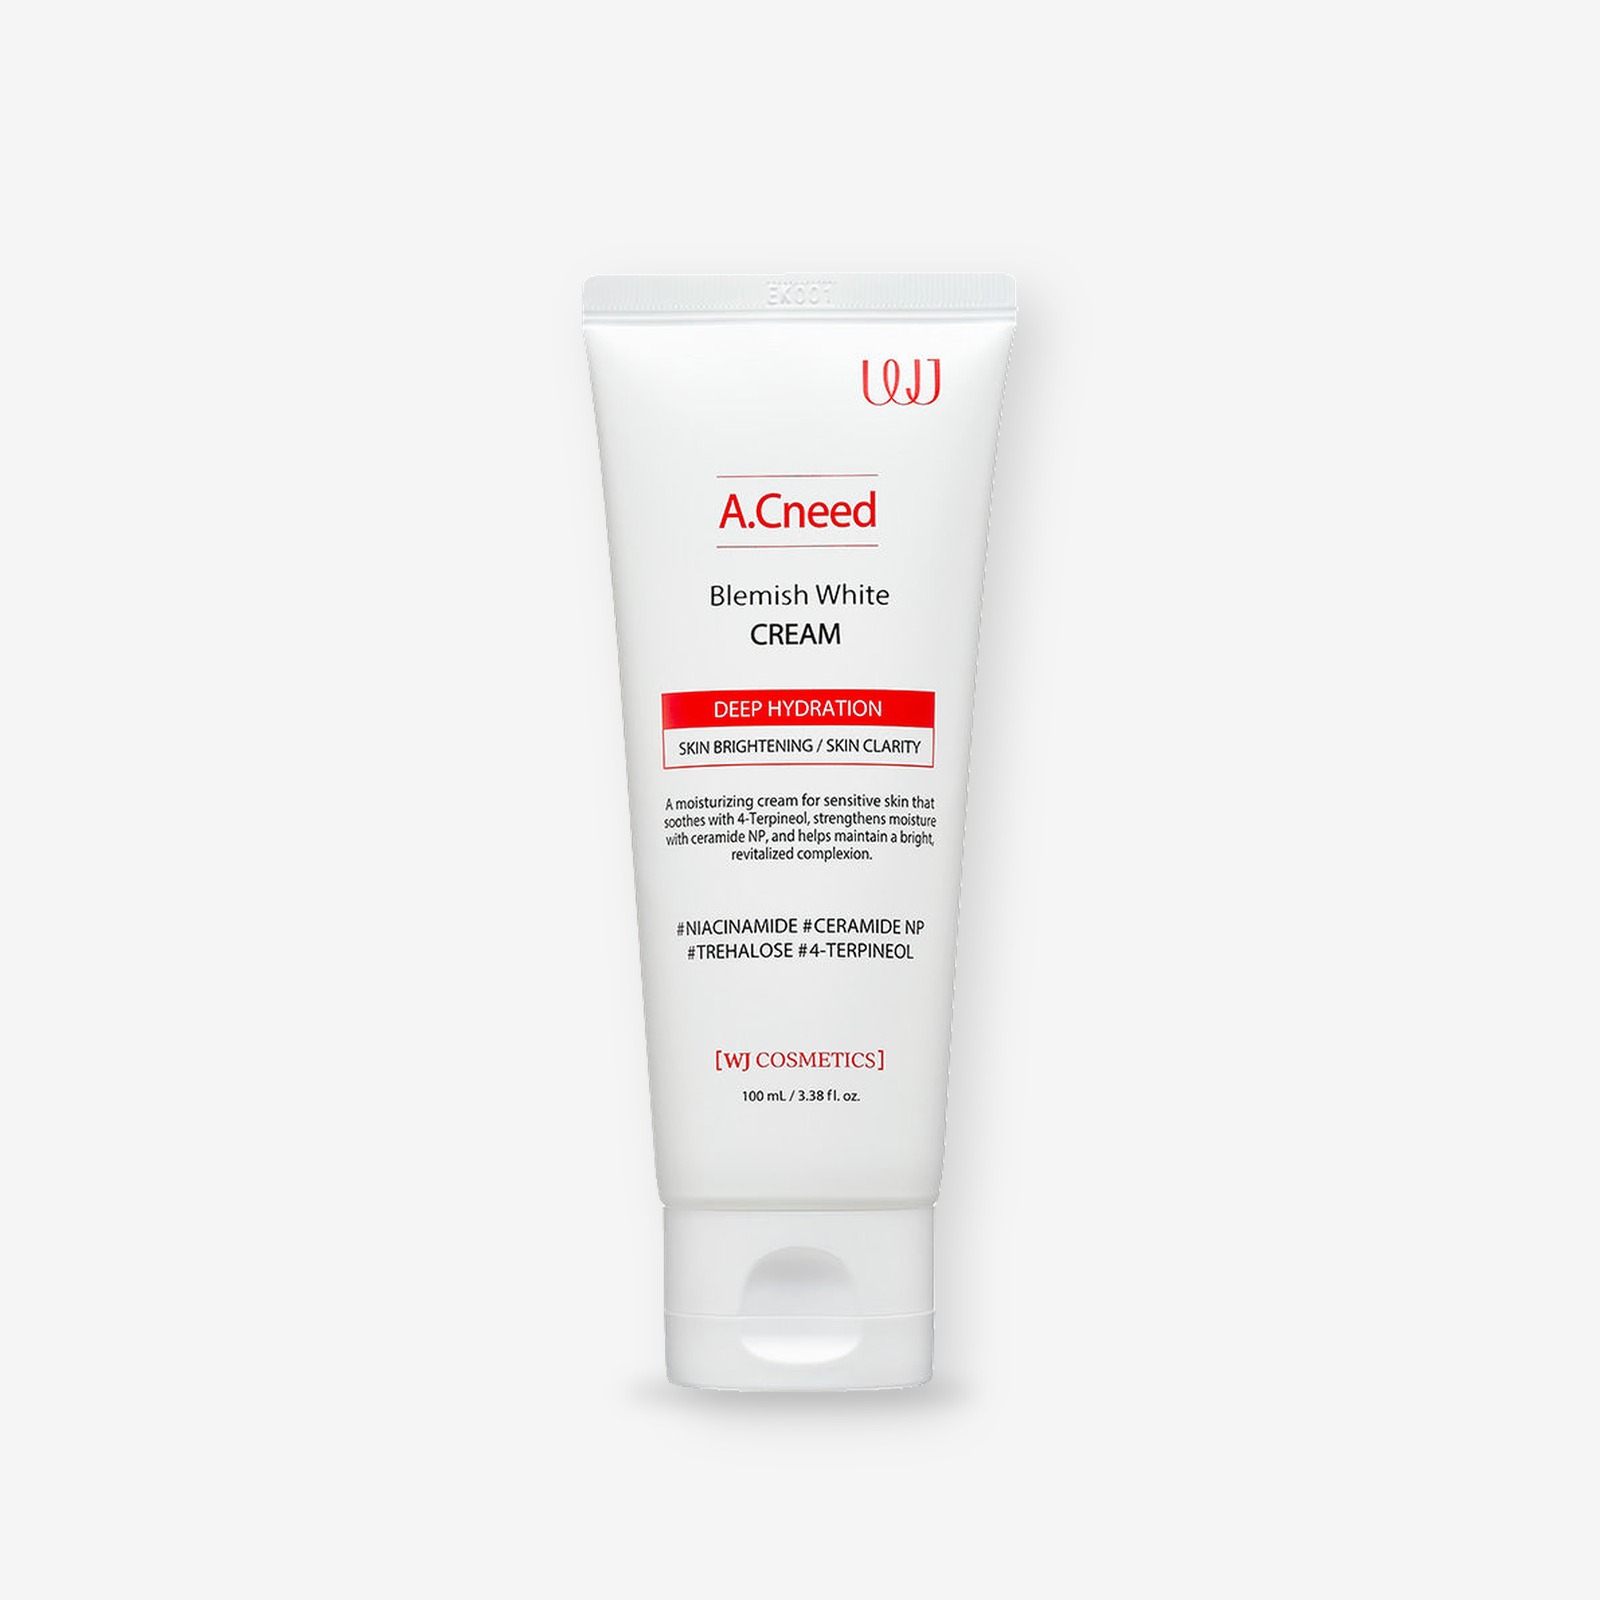 EK001
WJ
A.Cneed
Blemish White
CREAM
DEEP HYDRATION
SKIN BRIGHTENING / SKIN CLARITY
A moisturizing cream for sensitive skin that
soothes with 4-Terpineol, strengthens moisture
with ceramide NP, and helps maintain a bright,
revitalized complexion.
#NIACINAMIDE #CERAMIDE NP
#TREHALOSE #4-TERPINEOL
[WJ COSMETICS]
100 mL / 3.38 fl. oz.